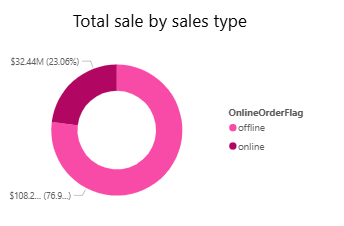 Total sale by sales type
$32.44M (23.06%)
OnlineOrderFlag
offline
online
$108.2... (76.9...)